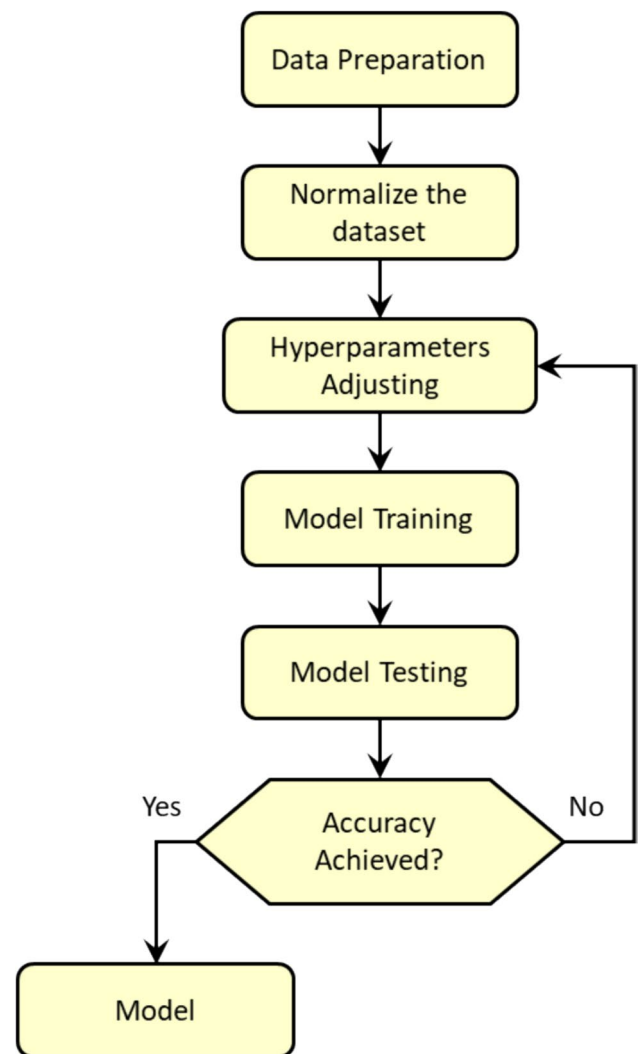 Data Preparation
Normalize the
dataset
Hyperparameters
Adjusting
Model Training
Model Testing
Yes
No
Accuracy
Achieved?
Model